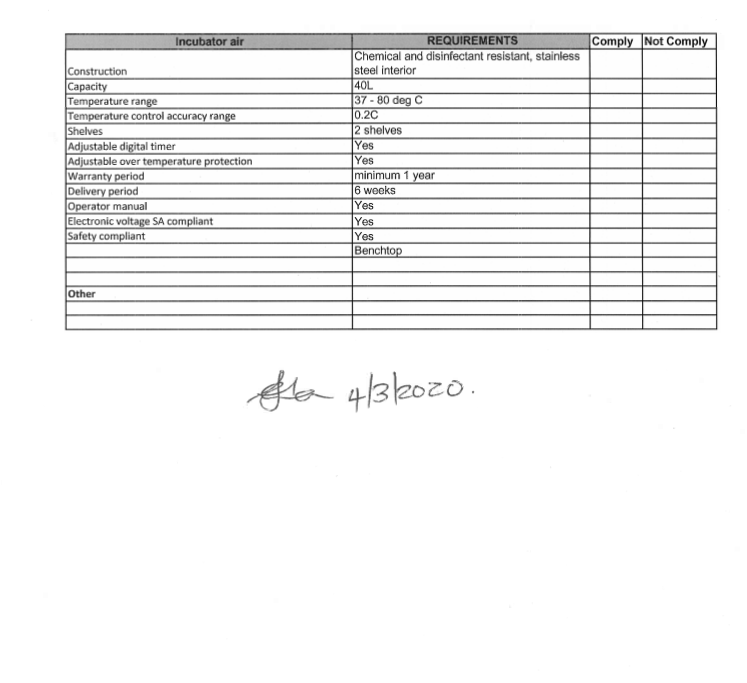 Incubator air REQUIREMENTS Comply Not Comply
Construction Chemical and disinfectant resistant, stainless
steel interior
Capacity 40L
Temperature range 37 - 80 deg C
Temperature control accuracy range 0.2C
Shelves 2 shelves
Adjustable digital timer Yes
Adjustable over temperature protection Yes
Warranty period minimum 1 year
Delivery period 6 weeks
Operator manual Yes
Electronic voltage SA compliant Yes
Safety compliant Yes
Benchtop
Other
4/3/2020.